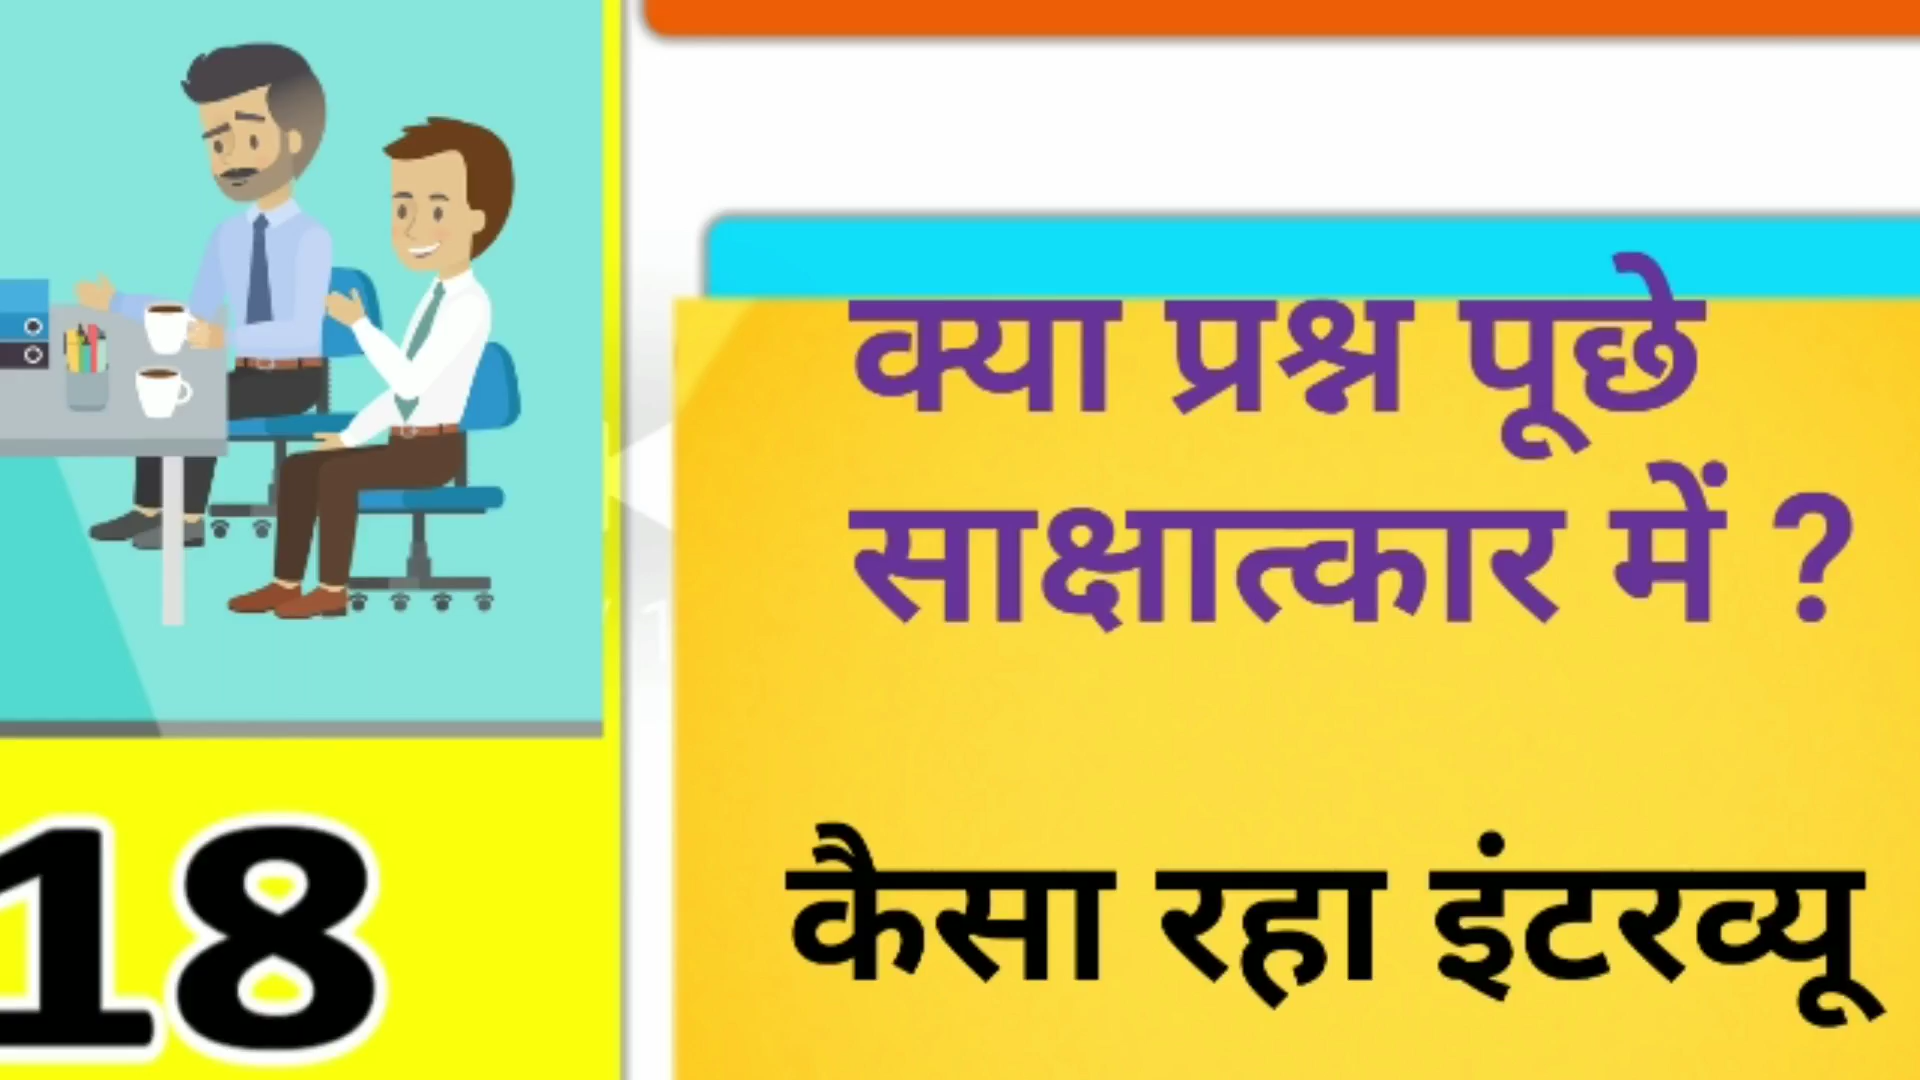 क्या प्रश्न पूछे
साक्षात्कार में ?
कैसा रहा इंटरव्यू
18